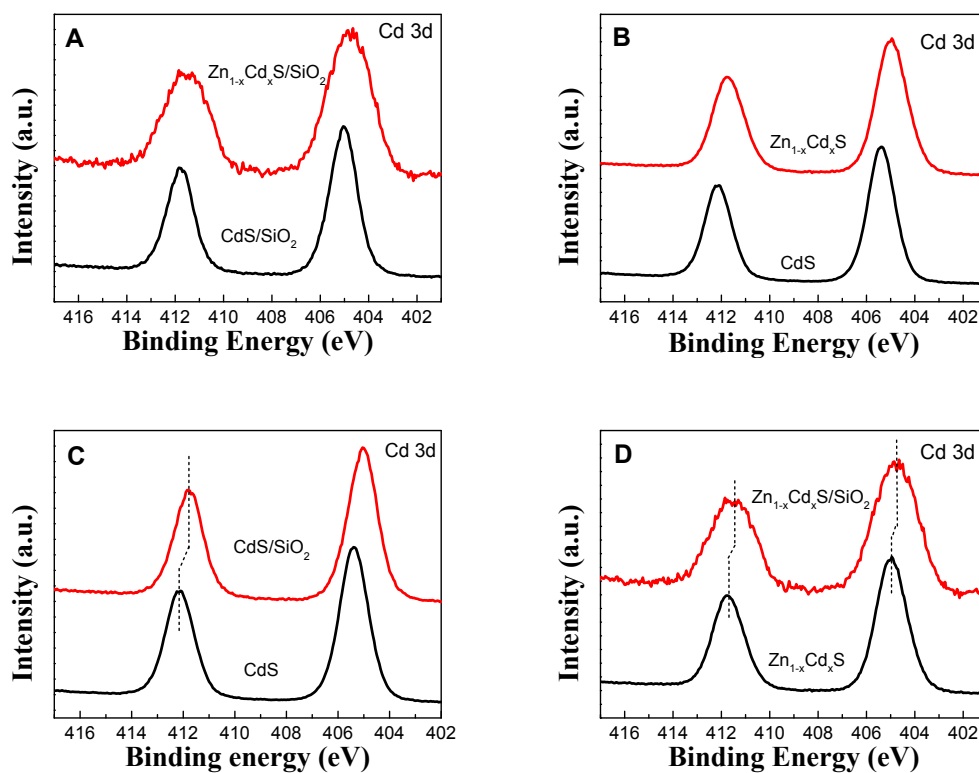 A
Cd 3d
Zn1-xCdxS/SiO2
CdS/SiO2
Intensity (a.u.)
416 414 412 410 408 406 404 402
Binding Energy (eV)
B
Cd 3d
Zn1-xCdxS
CdS
Intensity (a.u.)
416 414 412 410 408 406 404 402
Binding Energy (eV)
C
Cd 3d
CdS/SiO2
CdS
Intensity (a.u.)
416 414 412 410 408 406 404 402
Binding energy (eV)
D
Cd 3d
Zn1-xCdxS/SiO2
Zn1-xCdxS
Intensity (a.u.)
416 414 412 410 408 406 404 402
Binding Energy (eV)